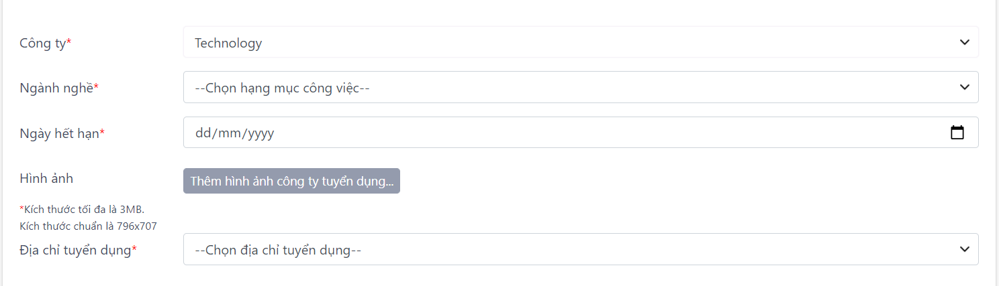 Công ty* Technology
Ngành nghề* --Chọn hạng mục công việc--
Ngày hết hạn* dd/mm/yyyy
Hình ảnh Thêm hình ảnh công ty tuyển dụng...
*Kích thước tối đa là 3MB.
Kích thước chuẩn là 796x707
Địa chỉ tuyển dụng* --Chọn địa chỉ tuyển dụng--